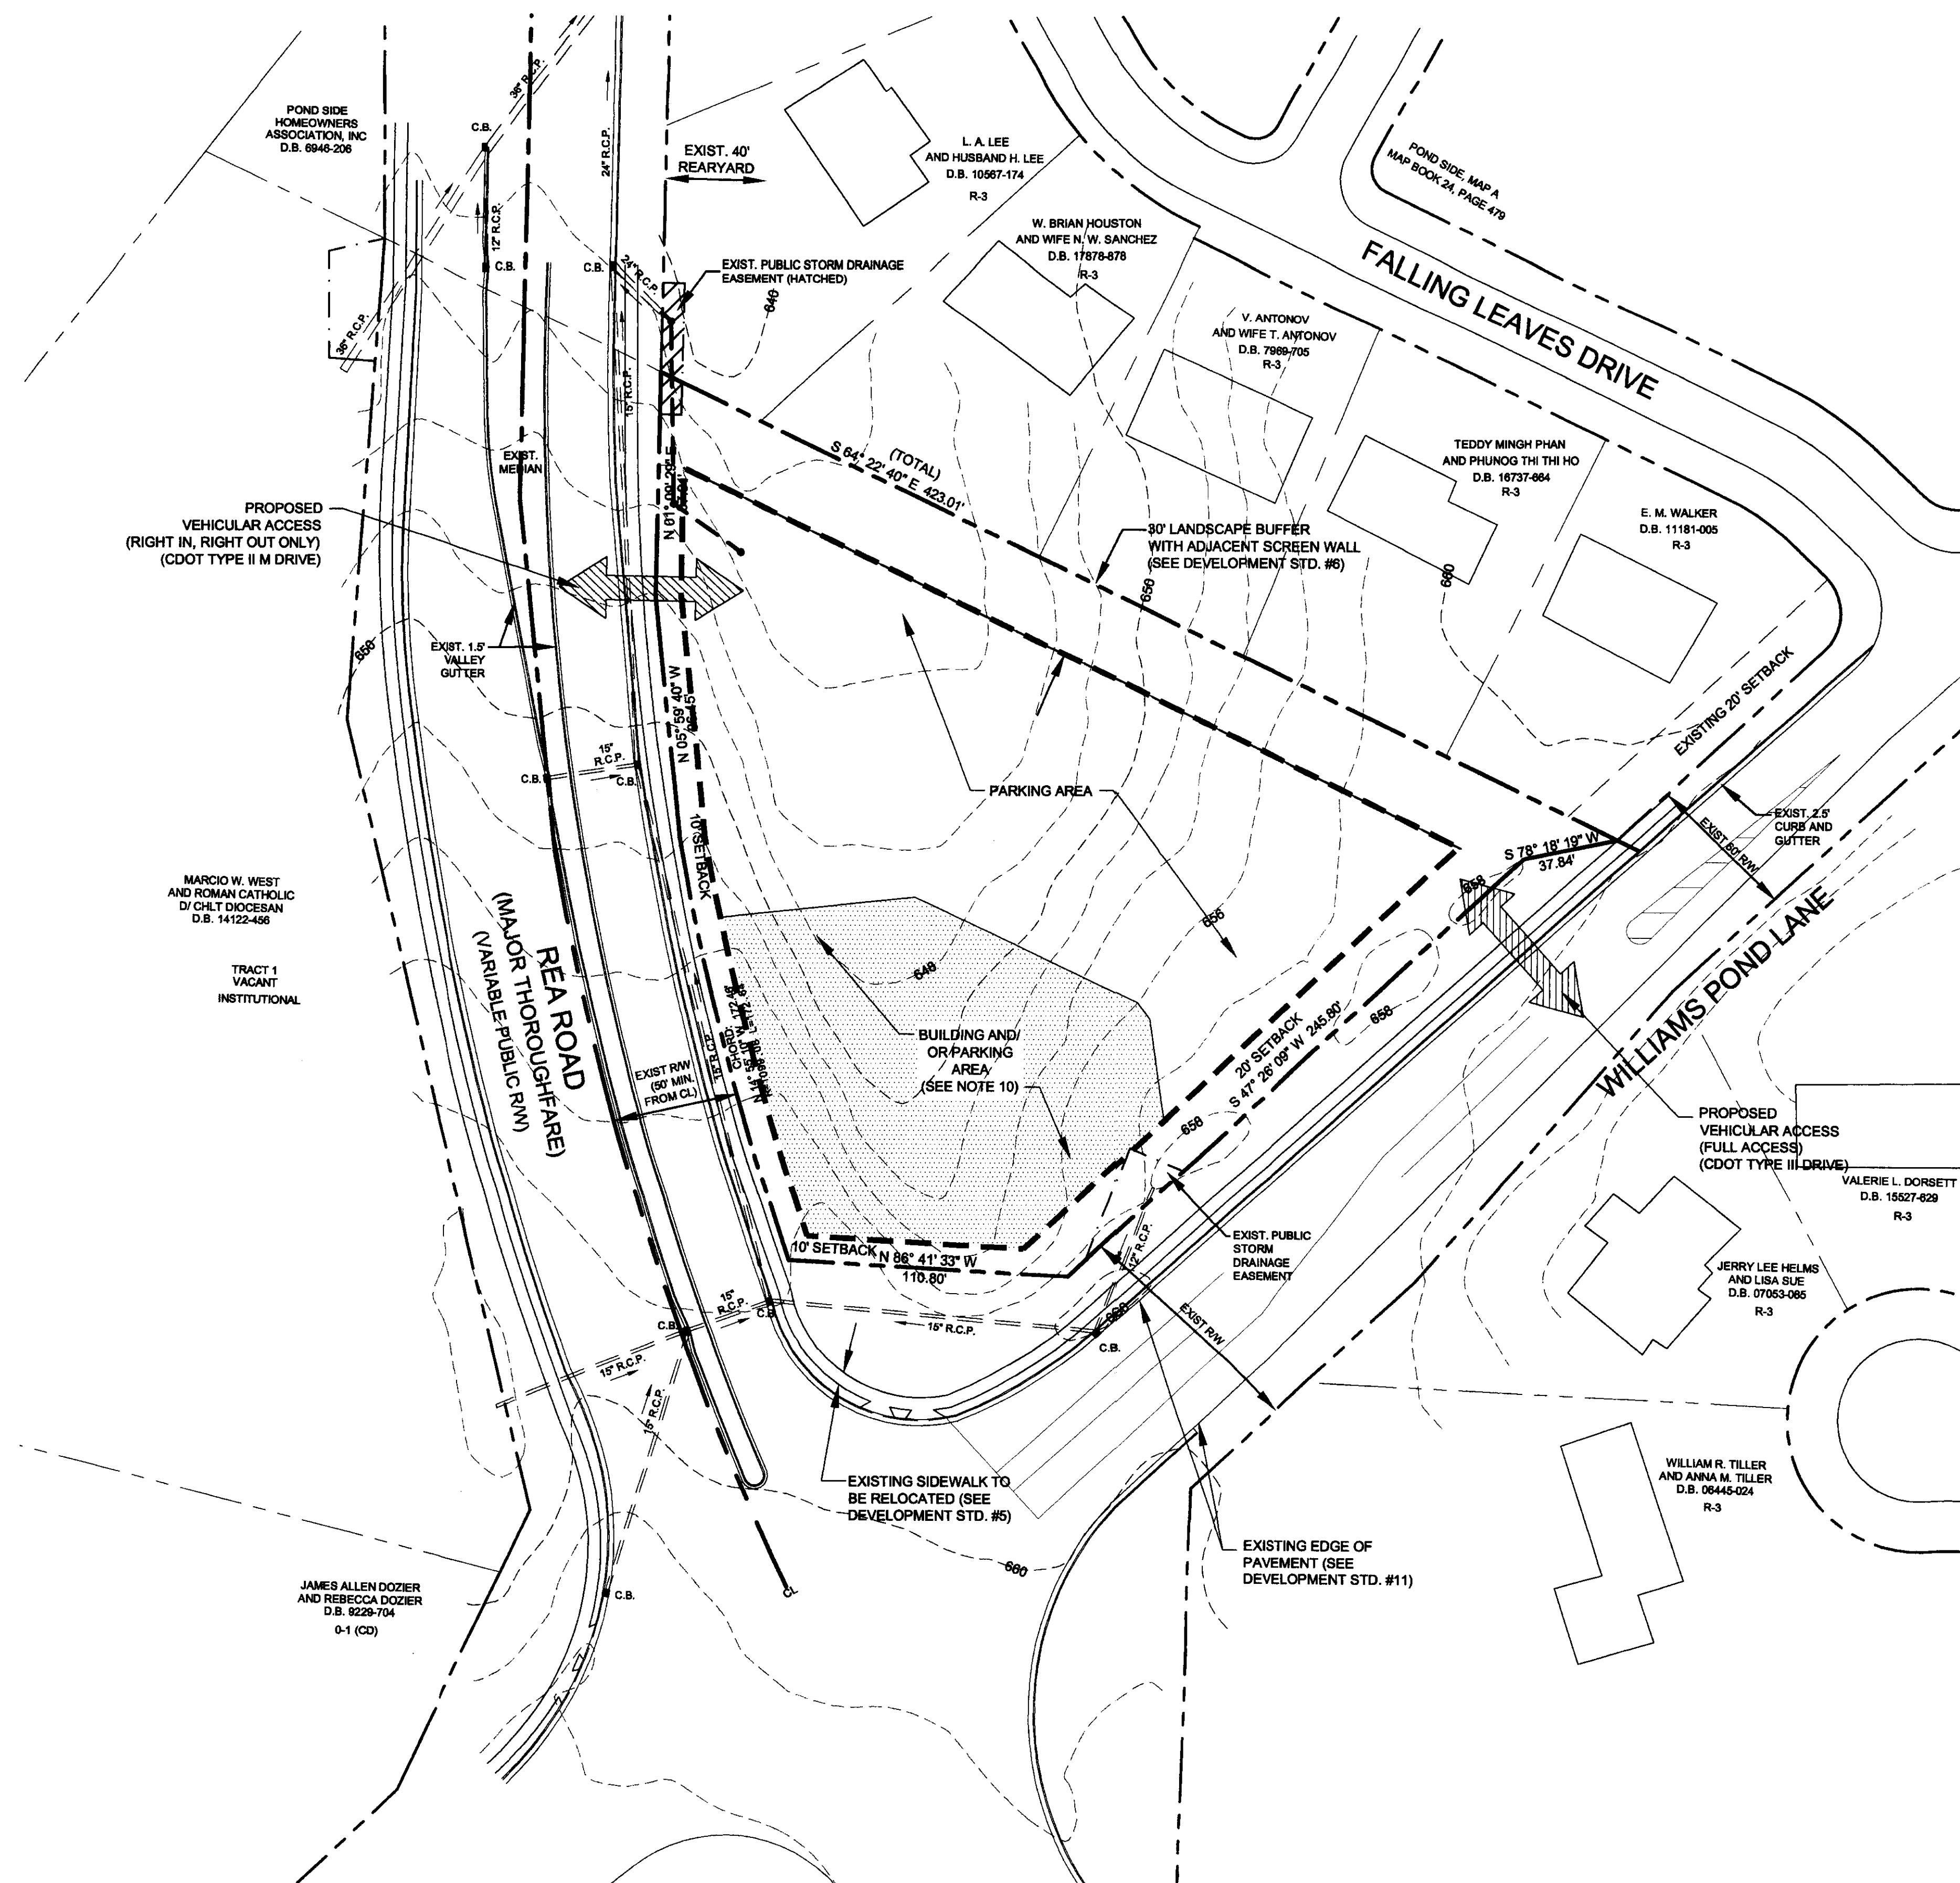 POND SIDE
HOMEOWNERS
ASSOCIATION, INC
D.B. 6946-206
36" R.C.P.
C.B.
24" R.C.P.
EXIST. 40'
REARYARD
L. A. LEE
AND HUSBAND H. LEE
D.B. 10567-174
R-3
POND SIDE, MAP A
MAP BOOK 24, PAGE 479
12" R.C.P.
C.B.
C.B.
24" R.C.P.
EXIST. PUBLIC STORM DRAINAGE
EASEMENT (HATCHED)
640
W. BRIAN HOUSTON
AND WIFE N. W. SANCHEZ
D.B. 17878-878
R-3
FALLING LEAVES DRIVE
36" R.C.P.
15" R.C.P.
V. ANTONOV
AND WIFE T. ANTONOV
D.B. 7969-705
R-3
(TOTAL)
S 64° 22' 40" E 423.01'
TEDDY MINGH PHAN
AND PHUNOG THI THI HO
D.B. 16737-664
R-3
EXIST.
MEDIAN
E. M. WALKER
D.B. 11181-005
R-3
PROPOSED
VEHICULAR ACCESS
(RIGHT IN, RIGHT OUT ONLY)
(CDOT TYPE II M DRIVE)
30' LANDSCAPE BUFFER
WITH ADJACENT SCREEN WALL
(SEE DEVELOPMENT STD. #6)
650
660
650
EXIST. 1.5'
VALLEY
GUTTER
N 05° 59' 40" W
EXISTING 20' SETBACK
15"
R.C.P.
C.B.
C.B.
PARKING AREA
10' SETBACK
EXIST. 2.5'
CURB AND
GUTTER
EXIST 60' R/W
S 78° 18' 19" W
37.84'
658
MARCIO W. WEST
AND ROMAN CATHOLIC
D/ CHLT DIOCESAN
D.B. 14122-456
TRACT 1
VACANT
INSTITUTIONAL
REA ROAD
(MAJOR THOROUGHFARE)
(VARIABLE PUBLIC R/W)
656
648
WILLIAMS POND LANE
BUILDING AND/
OR PARKING
AREA
(SEE NOTE 10)
15" R.C.P.
CHORD:
EXIST R/W
(50' MIN.
FROM CL)
20' SETBACK
S 47° 26' 09" W 245.80'
658
658
PROPOSED
VEHICULAR ACCESS
(FULL ACCESS)
(CDOT TYPE III DRIVE)
VALERIE L. DORSETT
D.B. 15527-629
R-3
10' SETBACK
N 86° 41' 33" W
110.80'
12" R.C.P.
EXIST. PUBLIC
STORM
DRAINAGE
EASEMENT
JERRY LEE HELMS
AND LISA SUE
D.B. 07053-085
R-3
15"
R.C.P.
C.B.
C.B.
15" R.C.P.
C.B.
EXIST R/W
15" R.C.P.
15" R.C.P.
EXISTING SIDEWALK TO
BE RELOCATED (SEE
DEVELOPMENT STD. #5)
WILLIAM R. TILLER
AND ANNA M. TILLER
D.B. 06445-024
R-3
EXISTING EDGE OF
PAVEMENT (SEE
DEVELOPMENT STD. #11)
660
CL
JAMES ALLEN DOZIER
AND REBECCA DOZIER
D.B. 9229-704
0-1 (CD)
C.B.